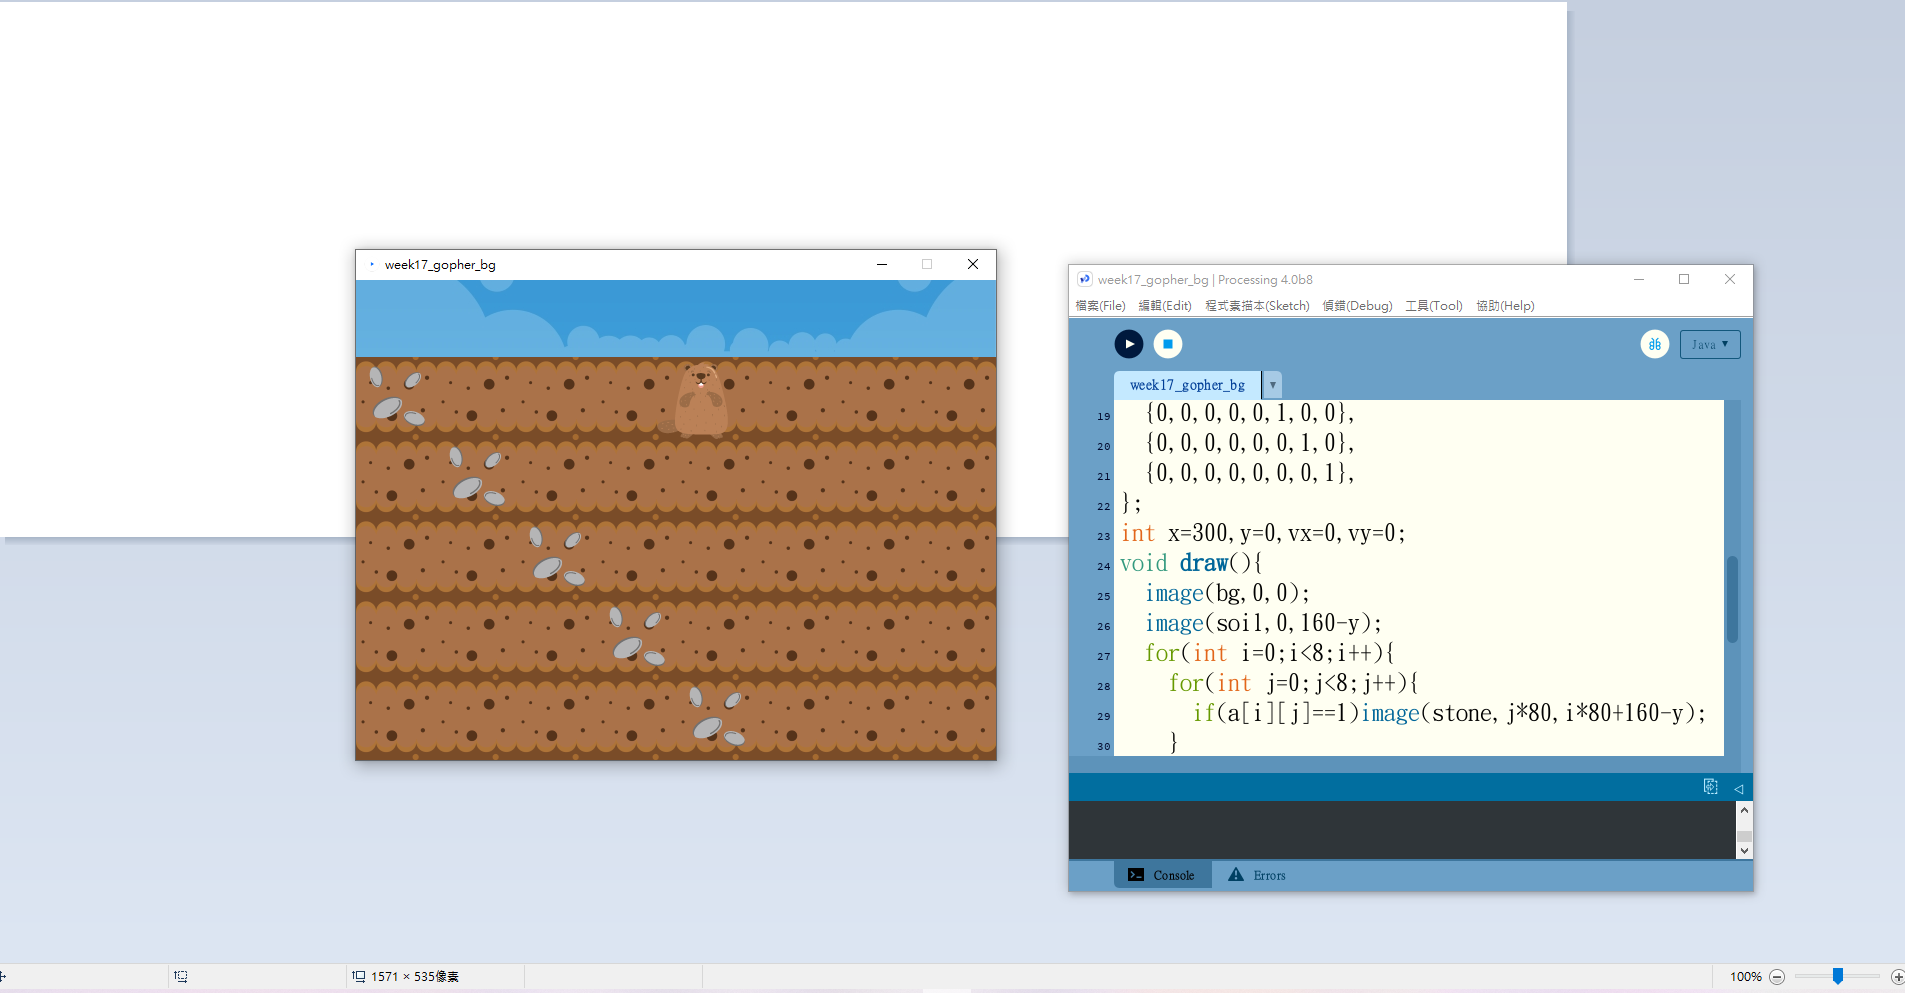 week17_gopher_bg
week17_gopher_bg | Processing 4.0b8
檔案(File) 編輯(Edit) 程式素描本(Sketch) 偵錯(Debug) 工具(Tool) 協助(Help)
Java ▼
week17_gopher_bg ▼
19 {0,0,0,0,0,1,0,0},
20 {0,0,0,0,0,0,1,0},
21 {0,0,0,0,0,0,0,1},
22 };
23 int x=300,y=0,vx=0,vy=0;
24 void draw(){
25 image(bg,0,0);
26 image(soil,0,160-y);
27 for(int i=0;i<8;i++){
28 for(int j=0;j<8;j++){
29 if(a[i][j]==1)image(stone,j*80,i*80+160-y);
30 }
Console Errors
1571 × 535像素
100%